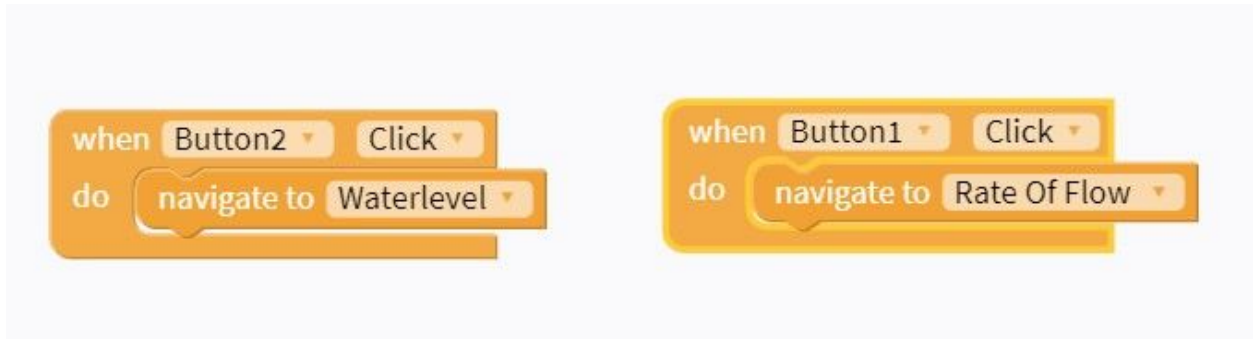 when Button2 Click
do navigate to Waterlevel
when Button1 Click
do navigate to Rate Of Flow